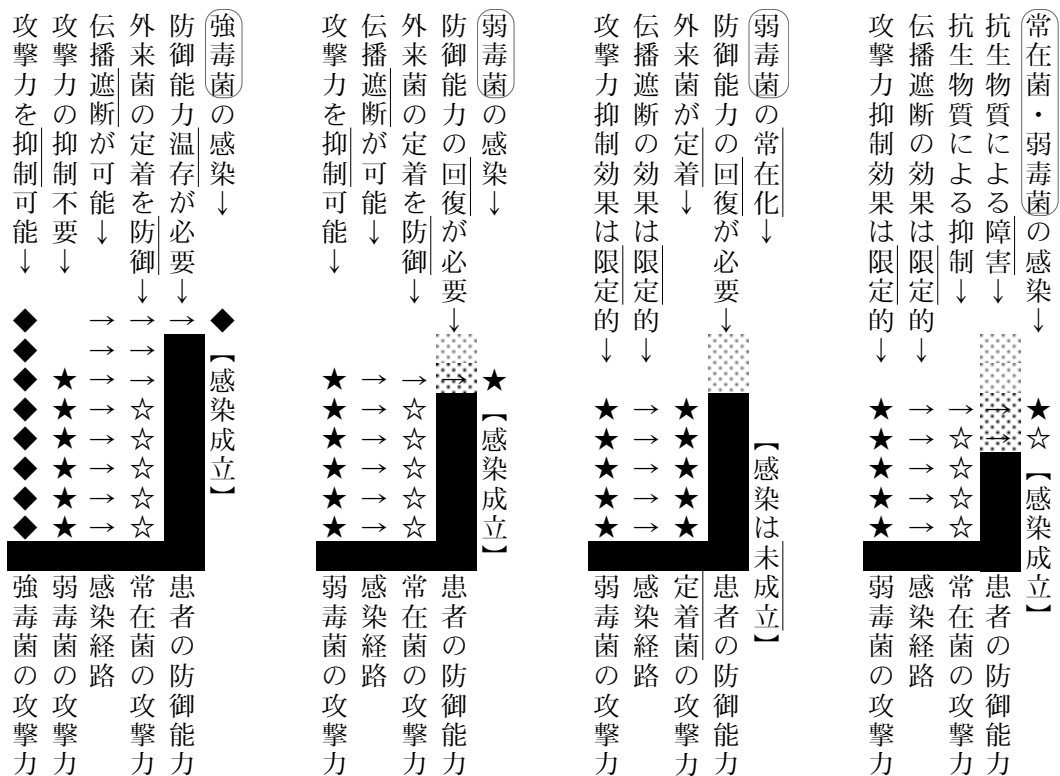 常在菌・弱毒菌の感染→
【感染成立】
抗生物質による障害→
患者の防御能力
抗生物質による抑制→
常在菌の攻撃力
伝播遮断の効果は限定的→
感染経路
攻撃力抑制効果は限定的→
弱毒菌の攻撃力
弱毒菌の常在化→
【感染は未成立】
防御能力の回復が必要→
患者の防御能力
外来菌が定着→
定着菌の攻撃力
伝播遮断の効果は限定的→
感染経路
攻撃力抑制効果は限定的→
弱毒菌の攻撃力
弱毒菌の感染→
【感染成立】
防御能力の回復が必要→
患者の防御能力
外来菌の定着を防御→
常在菌の攻撃力
伝播遮断が可能→
感染経路
攻撃力を抑制可能→
弱毒菌の攻撃力
強毒菌の感染→
【感染成立】
防御能力温存が必要→
患者の防御能力
外来菌の定着を防御→
常在菌の攻撃力
伝播遮断が可能→
感染経路
攻撃力の抑制不要→
弱毒菌の攻撃力
攻撃力を抑制可能→
強毒菌の攻撃力